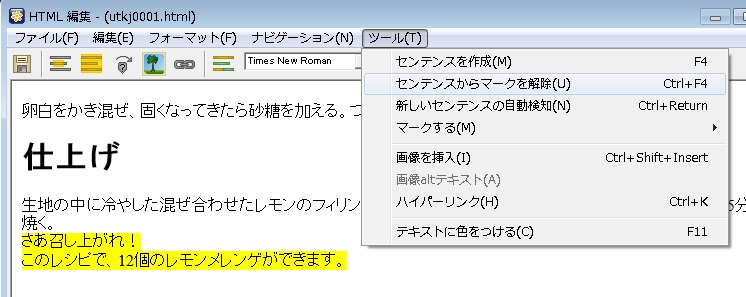 HTML 編集 - (utkj0001.html)
ファイル(F) 編集(E) フォーマット(F) ナビゲーション(N) ツール(T)
Times New Roman
センテンスを作成(M) F4
センテンスからマークを解除(U) Ctrl+F4
新しいセンテンスの自動検知(N) Ctrl+Return
マークする(M)
画像を挿入(I) Ctrl+Shift+Insert
画像altテキスト(A)
ハイパーリンク(H) Ctrl+K
テキストに色をつける(C) F11
卵白をかき混ぜ、固くなってきたら砂糖を加える。つ
仕上げ
生地の中に冷やした混ぜ合わせたレモンのフィリン 5分
焼く。
さあ召し上がれ！
このレシピで、12個のレモンメレンゲができます。